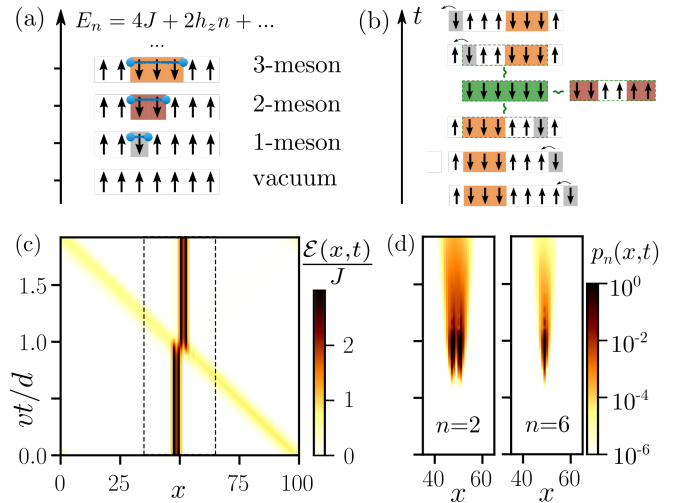 (a) E_n = 4J + 2h_z n + ...
...
3-meson
2-meson
1-meson
vacuum
(b) t
(c)
ℰ(x,t)
J
1.5
1.0
0.5
0.0
vt/d
0 25 50 75 100
x
2
1
0
(d)
n=2
n=6
40 60
40 60
x
x
p_n(x,t)
10^0
10^-2
10^-4
10^-6